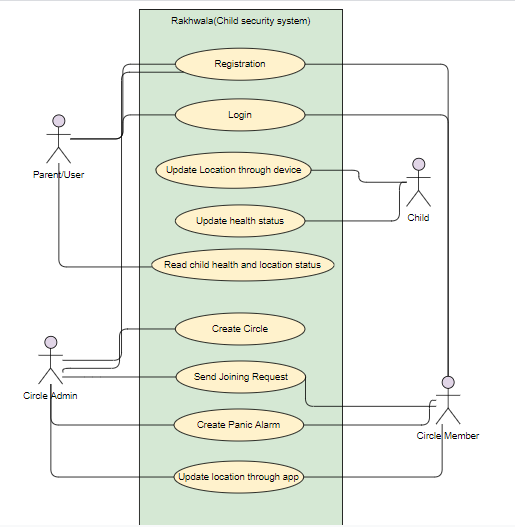 Rakhwala(Child security system)
Registration
Login
Parent/User
Update Location through device
Child
Update health status
Read child health and location status
Create Circle
Circle Admin
Send Joining Request
Create Panic Alarm
Circle Member
Update location through app